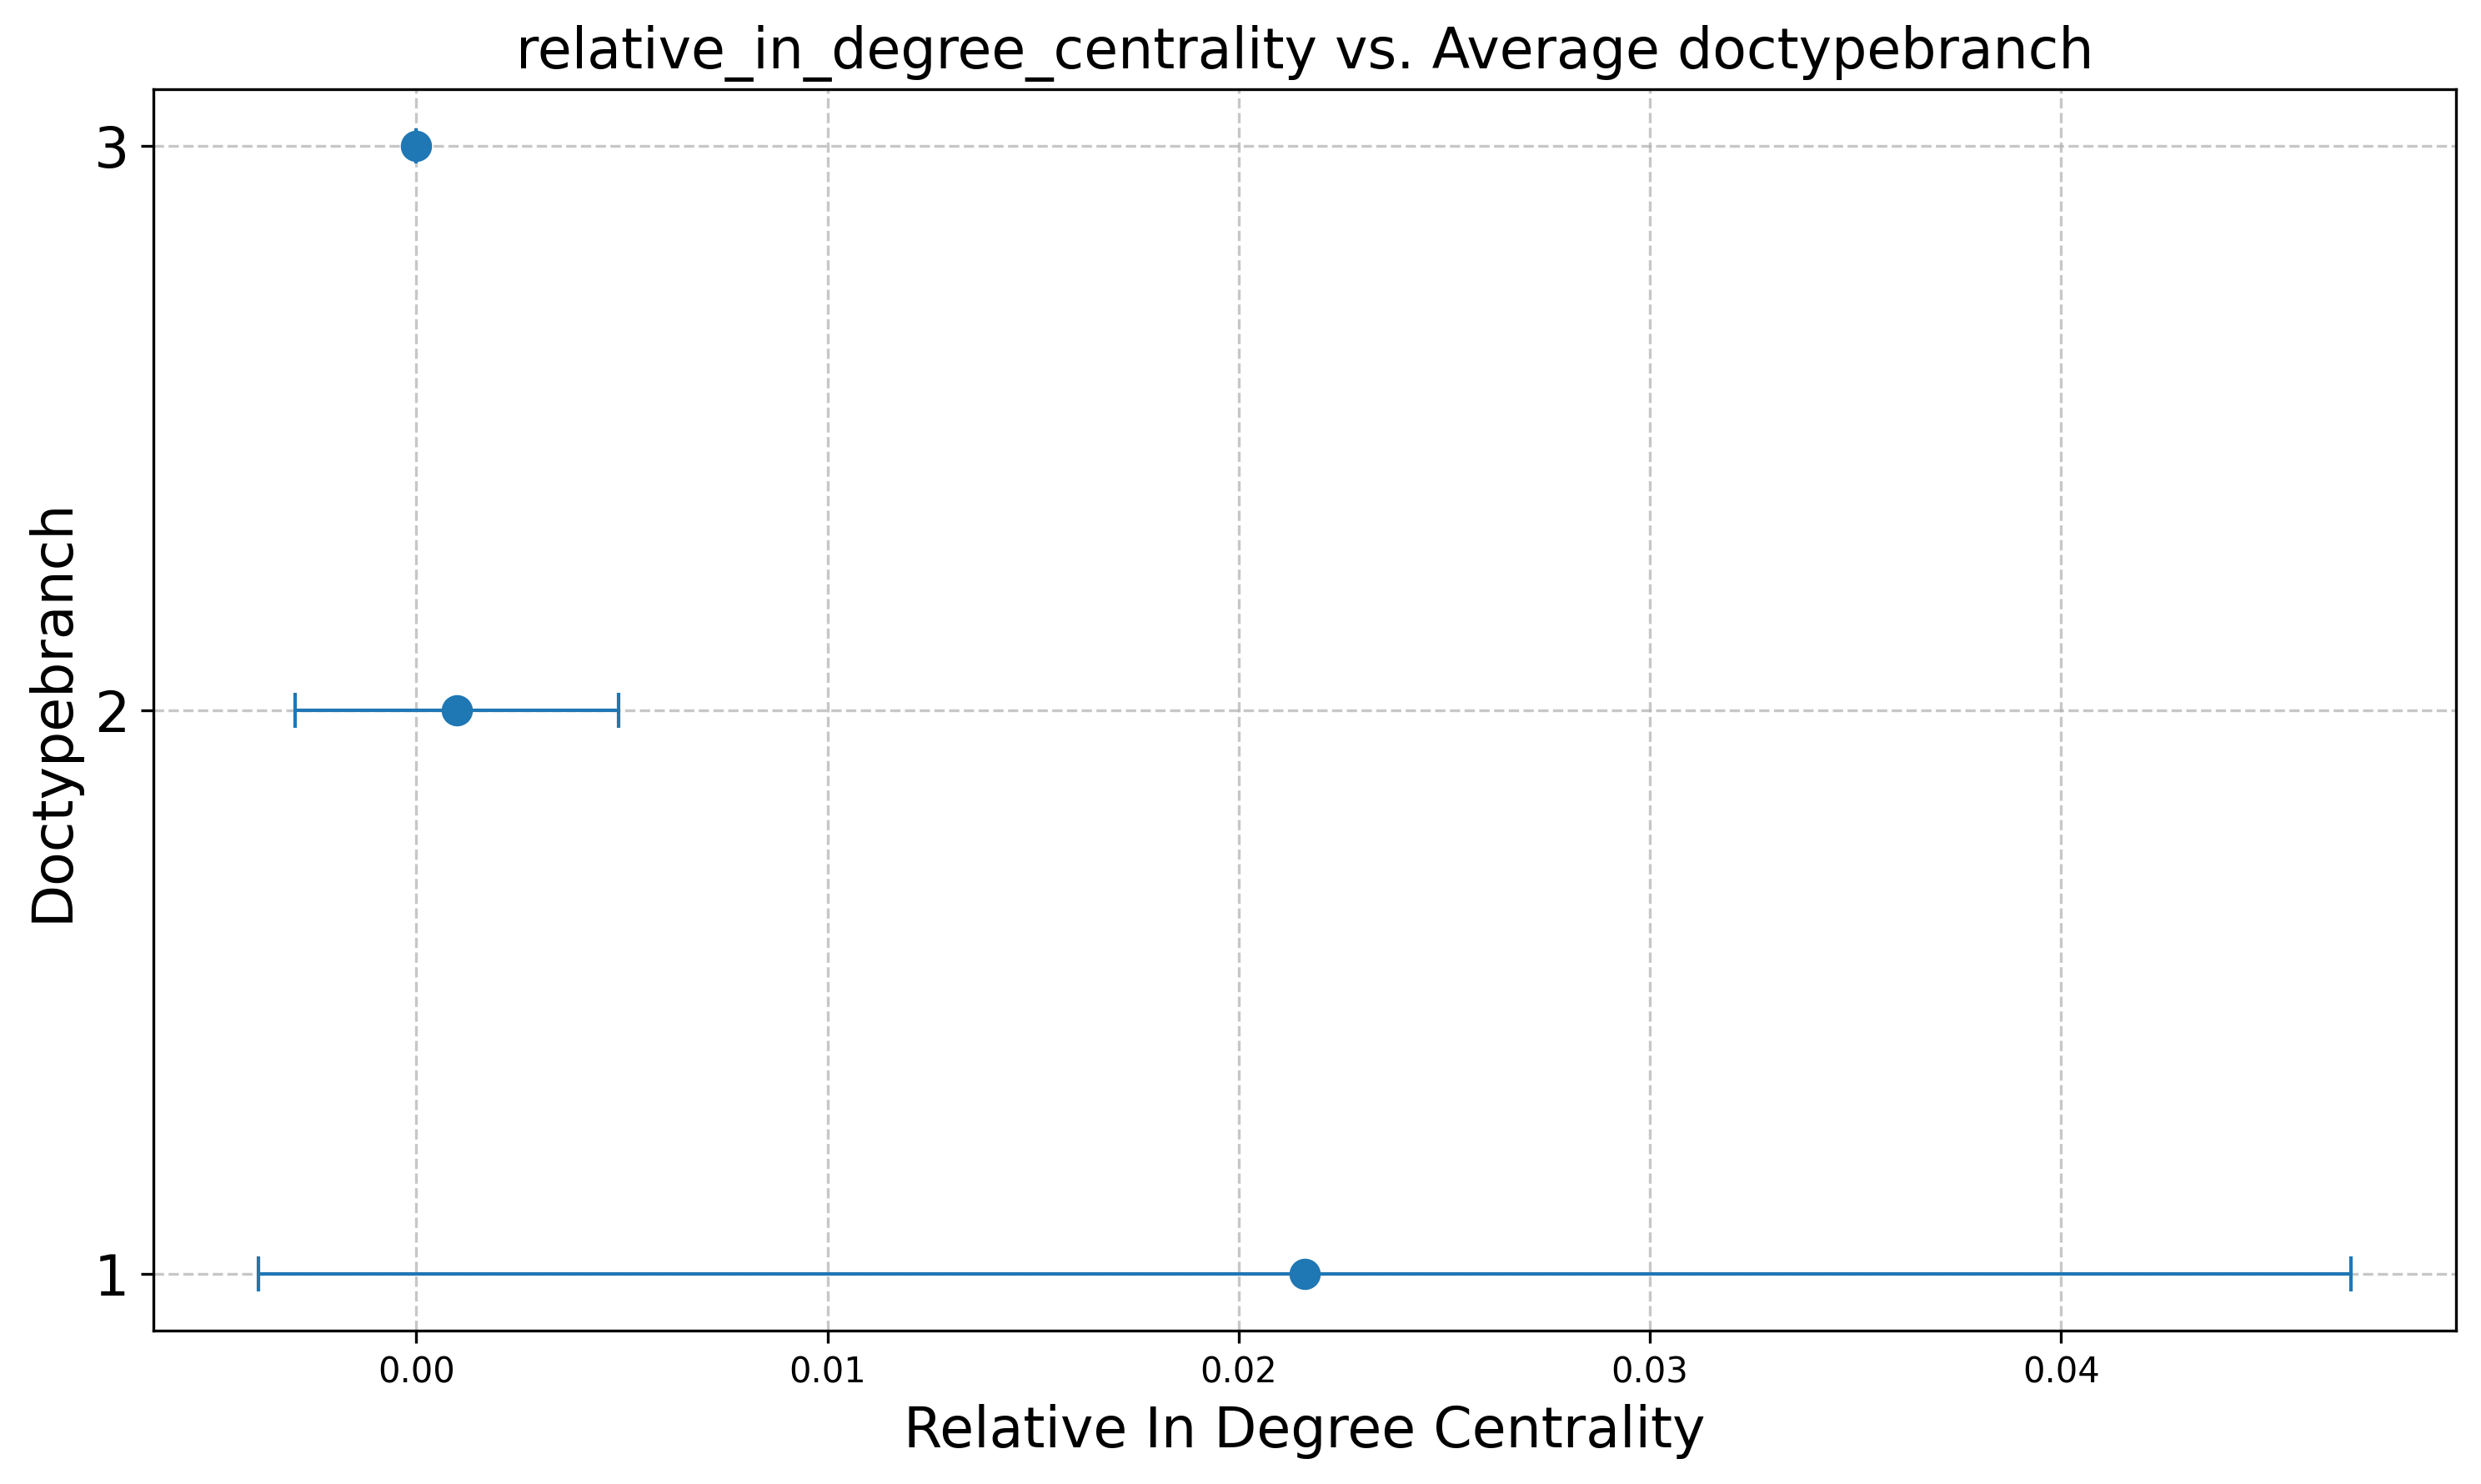 relative_in_degree_centrality vs. Average doctypebranch
Doctypebranch
3
2
1
0.00 0.01 0.02 0.03 0.04
Relative In Degree Centrality